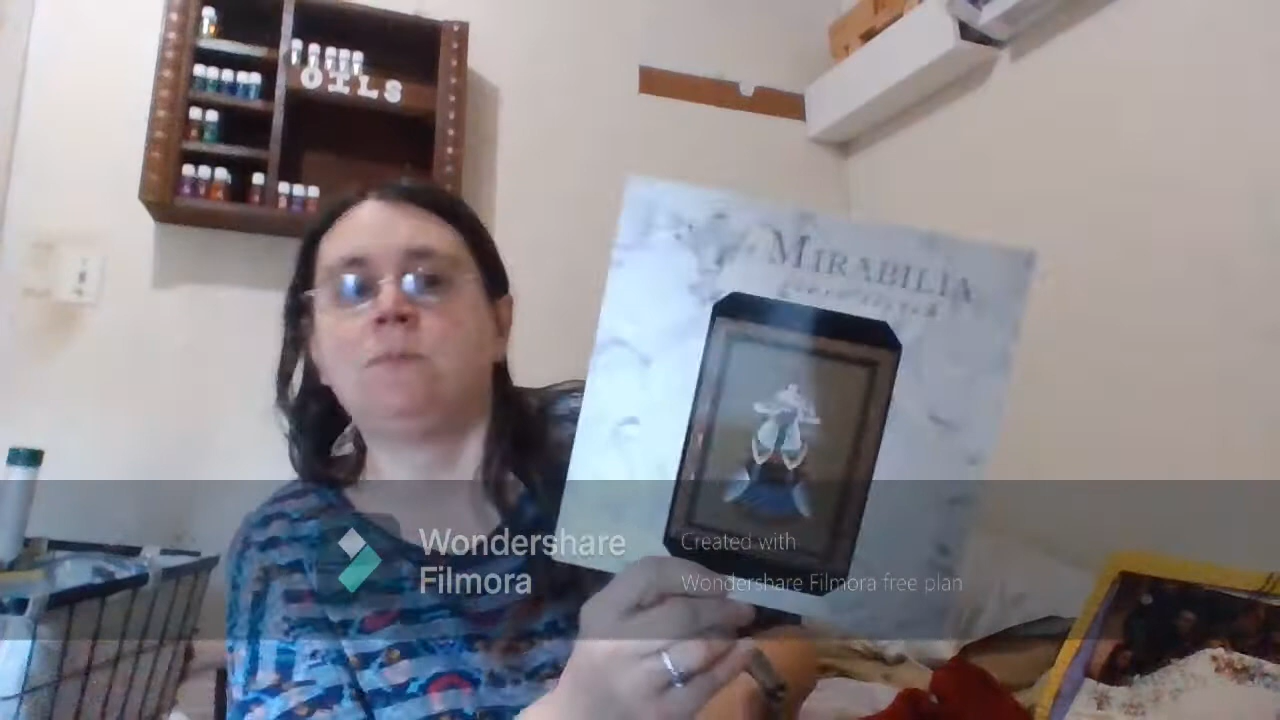 OILS
MIRABILIA
Wondershare
Filmora
Created with
Wondershare Filmora free plan